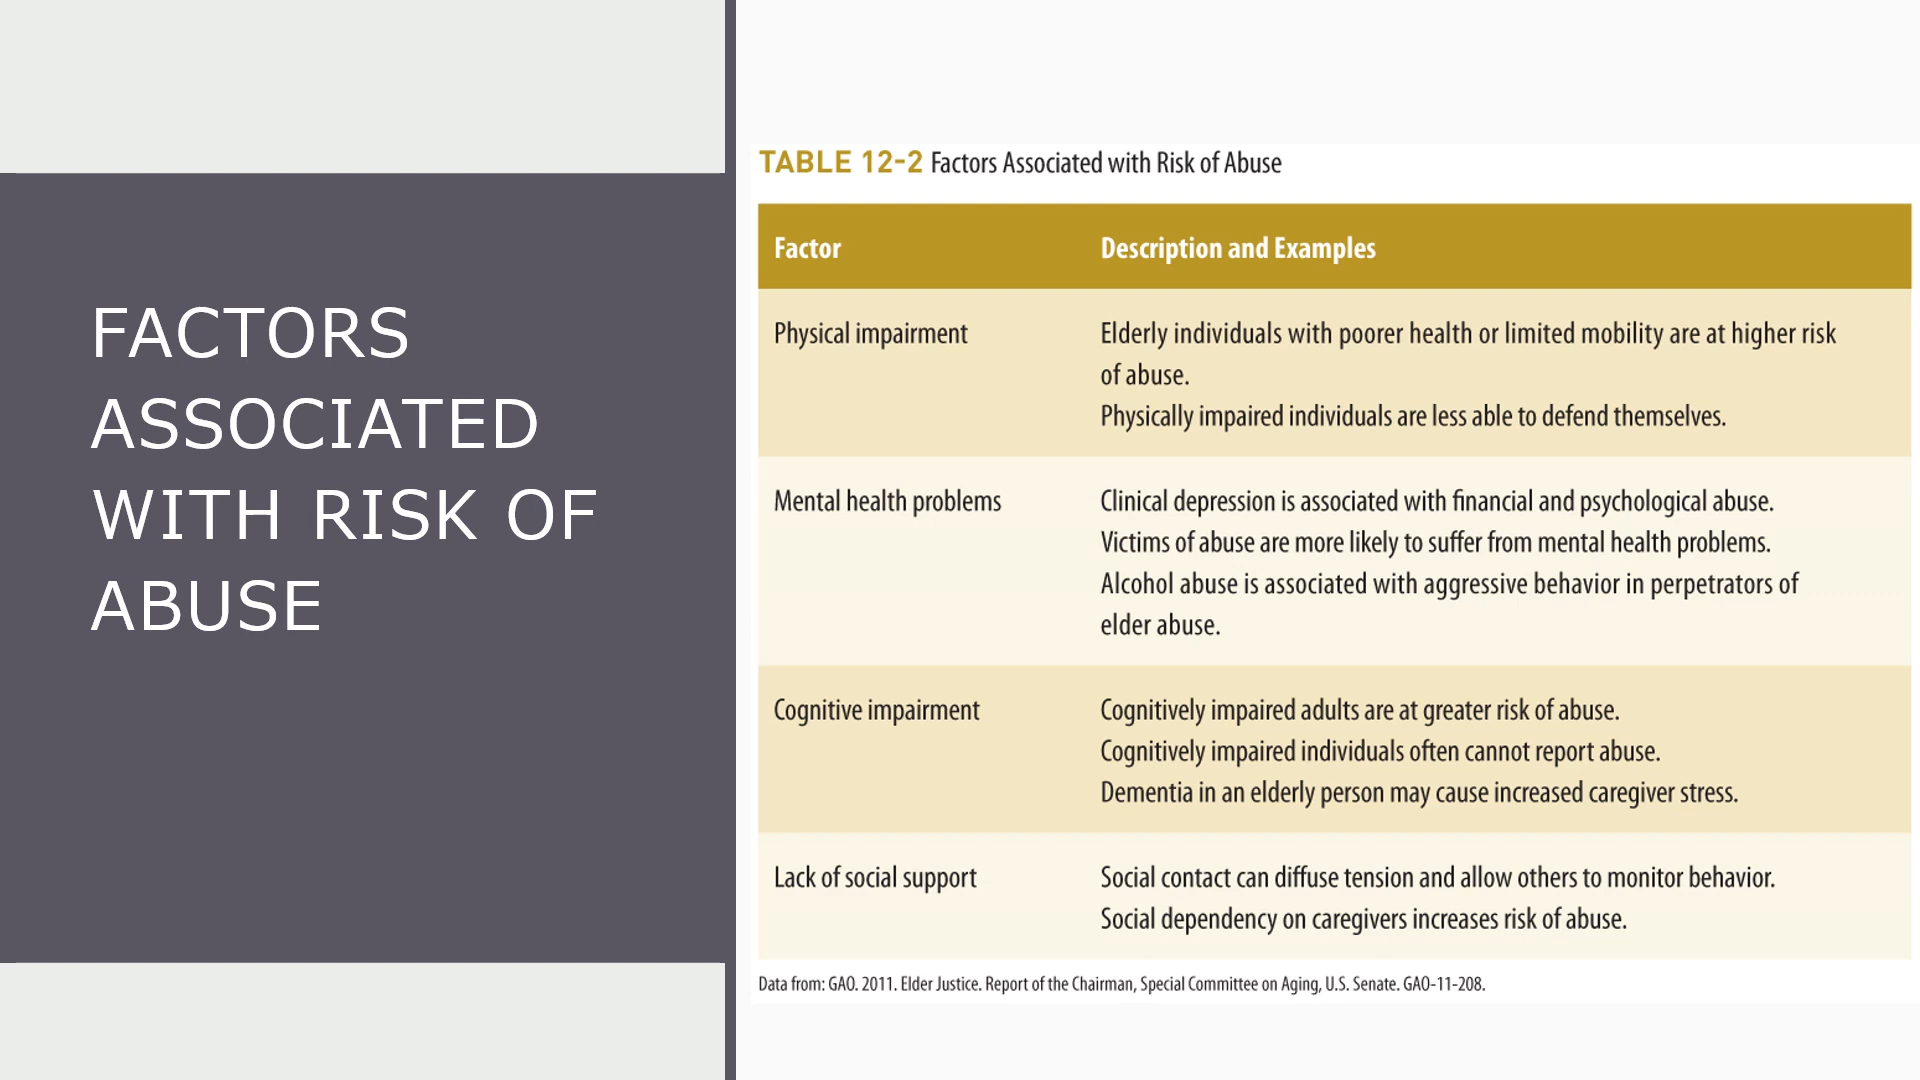 FACTORS
ASSOCIATED
WITH RISK OF
ABUSE
TABLE 12-2 Factors Associated with Risk of Abuse
Factor Description and Examples
Physical impairment Elderly individuals with poorer health or limited mobility are at higher risk
of abuse.
Physically impaired individuals are less able to defend themselves.
Mental health problems Clinical depression is associated with financial and psychological abuse.
Victims of abuse are more likely to suffer from mental health problems.
Alcohol abuse is associated with aggressive behavior in perpetrators of
elder abuse.
Cognitive impairment Cognitively impaired adults are at greater risk of abuse.
Cognitively impaired individuals often cannot report abuse.
Dementia in an elderly person may cause increased caregiver stress.
Lack of social support Social contact can diffuse tension and allow others to monitor behavior.
Social dependency on caregivers increases risk of abuse.
Data from: GAO. 2011. Elder Justice. Report of the Chairman, Special Committee on Aging, U.S. Senate. GAO-11-208.